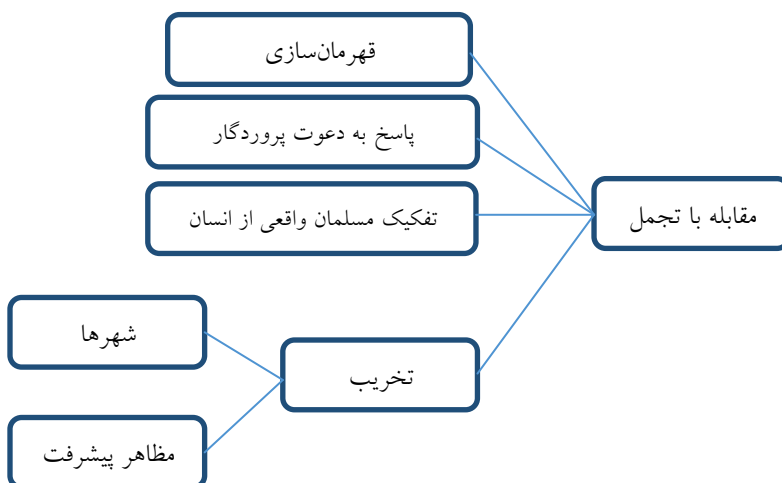 قهرمان‌سازی
پاسخ به دعوت پروردگار
مقابله با تجمل
تفکیک مسلمان واقعی از انسان
شهرها
تخریب
مظاهر پیشرفت